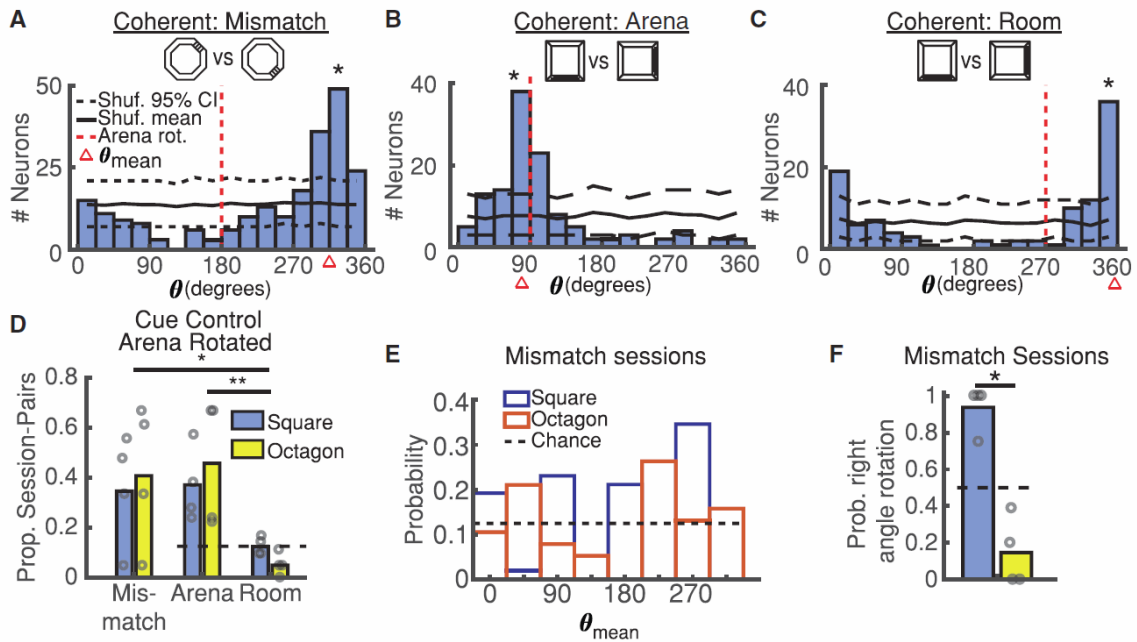 A
Coherent: Mismatch
vs
*
# Neurons
50
25
0
Shuf. 95% CI
Shuf. mean
Arena rot.
θmean
0 90 180 270 360
θ(degrees)
B
Coherent: Arena
vs
*
# Neurons
40
20
0
0 90 180 270 360
θ(degrees)
C
Coherent: Room
vs
*
# Neurons
40
20
0
0 90 180 270 360
θ(degrees)
D
Cue Control
Arena Rotated
*
**
Prop. Session-Pairs
0.8
0.6
0.4
0.2
0
Square
Octagon
Mis-
match
Arena
Room
E
Mismatch sessions
Probability
0.4
0.3
0.2
0.1
0
Square
Octagon
Chance
0 90 180 270
θmean
F
Mismatch Sessions
*
Prob. right
angle rotation
1
0.8
0.6
0.4
0.2
0